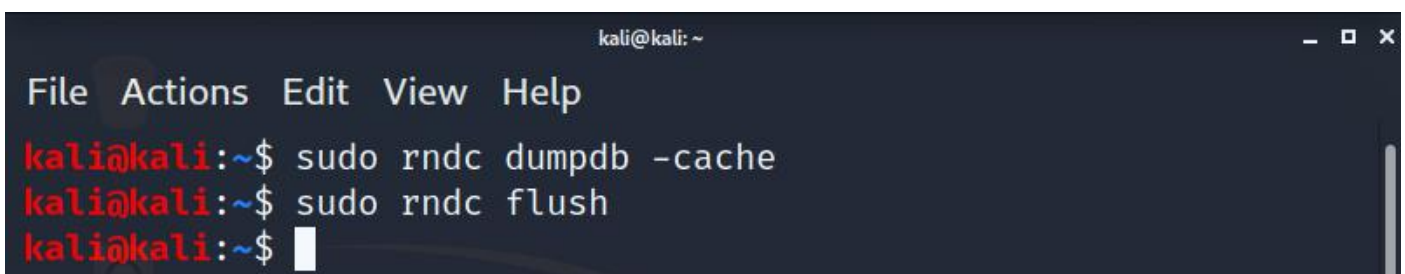 kali@kali: ~
File Actions Edit View Help
kali@kali:~$ sudo rndc dumpdb -cache
kali@kali:~$ sudo rndc flush
kali@kali:~$